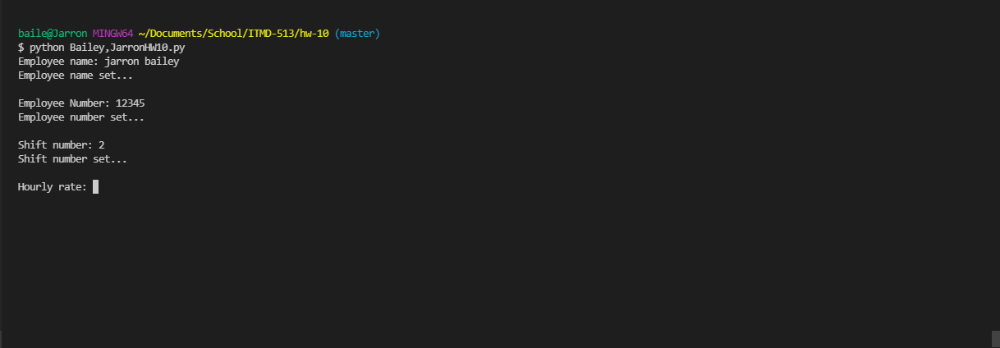 baile@Jarron MINGW64 ~/Documents/School/ITMD-513/hw-10 (master)
$ python Bailey,JarronHW10.py
Employee name: jarron bailey
Employee name set...
Employee Number: 12345
Employee number set...
Shift number: 2
Shift number set...
Hourly rate: